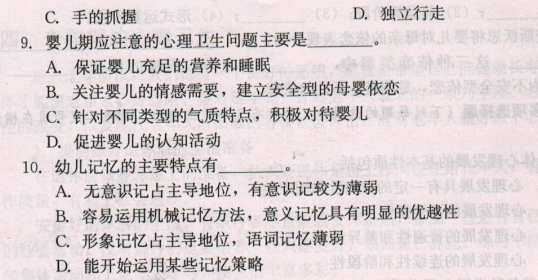 C. 手的抓握 D. 独立行走
9. 婴儿期应注意的心理卫生问题主要是______。
A. 保证婴儿充足的营养和睡眠
B. 关注婴儿的情感需要，建立安全型的母婴依恋
C. 针对不同类型的气质特点，积极对待婴儿
D. 促进婴儿的认知活动
10. 幼儿记忆的主要特点有______。
A. 无意识记占主导地位，有意识记较为薄弱
B. 容易运用机械记忆方法，意义记忆具有明显的优越性
C. 形象记忆占主导地位，语词记忆薄弱
D. 能开始运用某些记忆策略